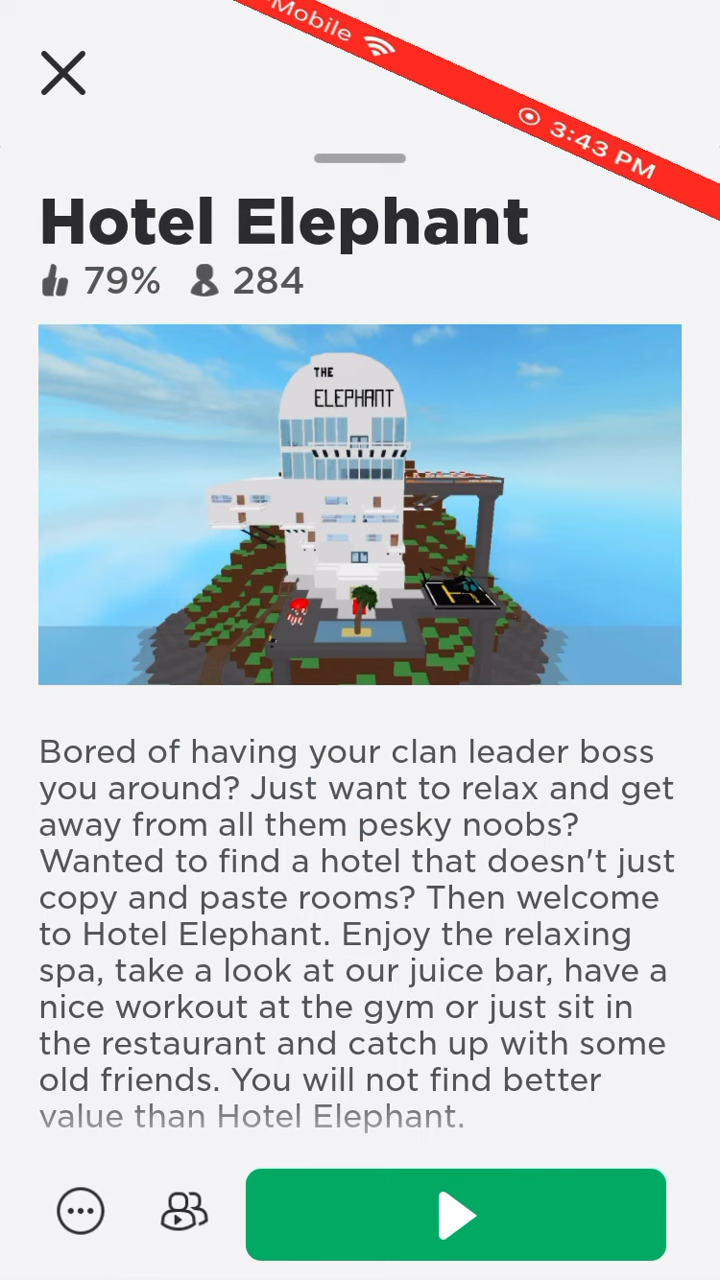 Mobile
3:43 PM
Hotel Elephant
79% 284
THE
ELEPHANT
Bored of having your clan leader boss
you around? Just want to relax and get
away from all them pesky noobs?
Wanted to find a hotel that doesn't just
copy and paste rooms? Then welcome
to Hotel Elephant. Enjoy the relaxing
spa, take a look at our juice bar, have a
nice workout at the gym or just sit in
the restaurant and catch up with some
old friends. You will not find better
value than Hotel Elephant.